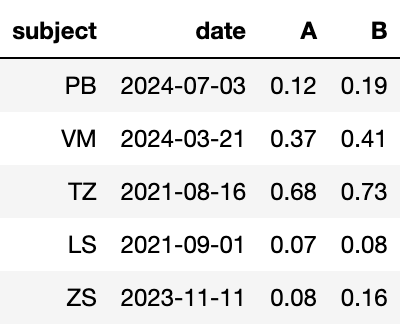 subject date A B
PB 2024-07-03 0.12 0.19
VM 2024-03-21 0.37 0.41
TZ 2021-08-16 0.68 0.73
LS 2021-09-01 0.07 0.08
ZS 2023-11-11 0.08 0.16